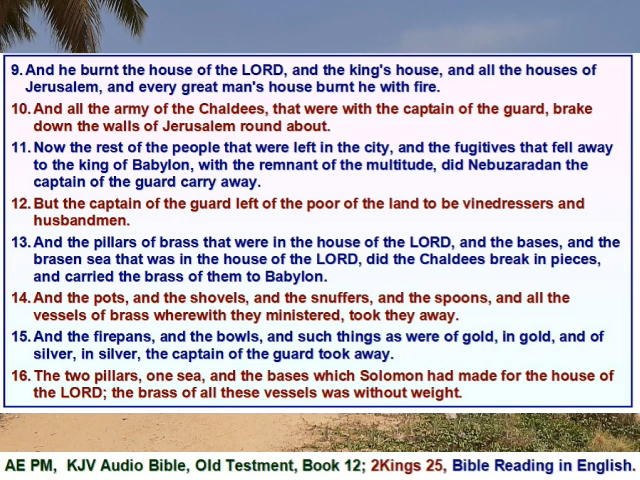 9. And he burnt the house of the LORD, and the king's house, and all the houses of
Jerusalem, and every great man's house burnt he with fire.
10. And all the army of the Chaldees, that were with the captain of the guard, brake
down the walls of Jerusalem round about.
11. Now the rest of the people that were left in the city, and the fugitives that fell away
to the king of Babylon, with the remnant of the multitude, did Nebuzaradan the
captain of the guard carry away.
12. But the captain of the guard left of the poor of the land to be vinedressers and
husbandmen.
13. And the pillars of brass that were in the house of the LORD, and the bases, and the
brasen sea that was in the house of the LORD, did the Chaldees break in pieces,
and carried the brass of them to Babylon.
14. And the pots, and the shovels, and the snuffers, and the spoons, and all the
vessels of brass wherewith they ministered, took they away.
15. And the firepans, and the bowls, and such things as were of gold, in gold, and of
silver, in silver, the captain of the guard took away.
16. The two pillars, one sea, and the bases which Solomon had made for the house of
the LORD; the brass of all these vessels was without weight.
AE PM, KJV Audio Bible, Old Testment, Book 12; 2Kings 25, Bible Reading in English.